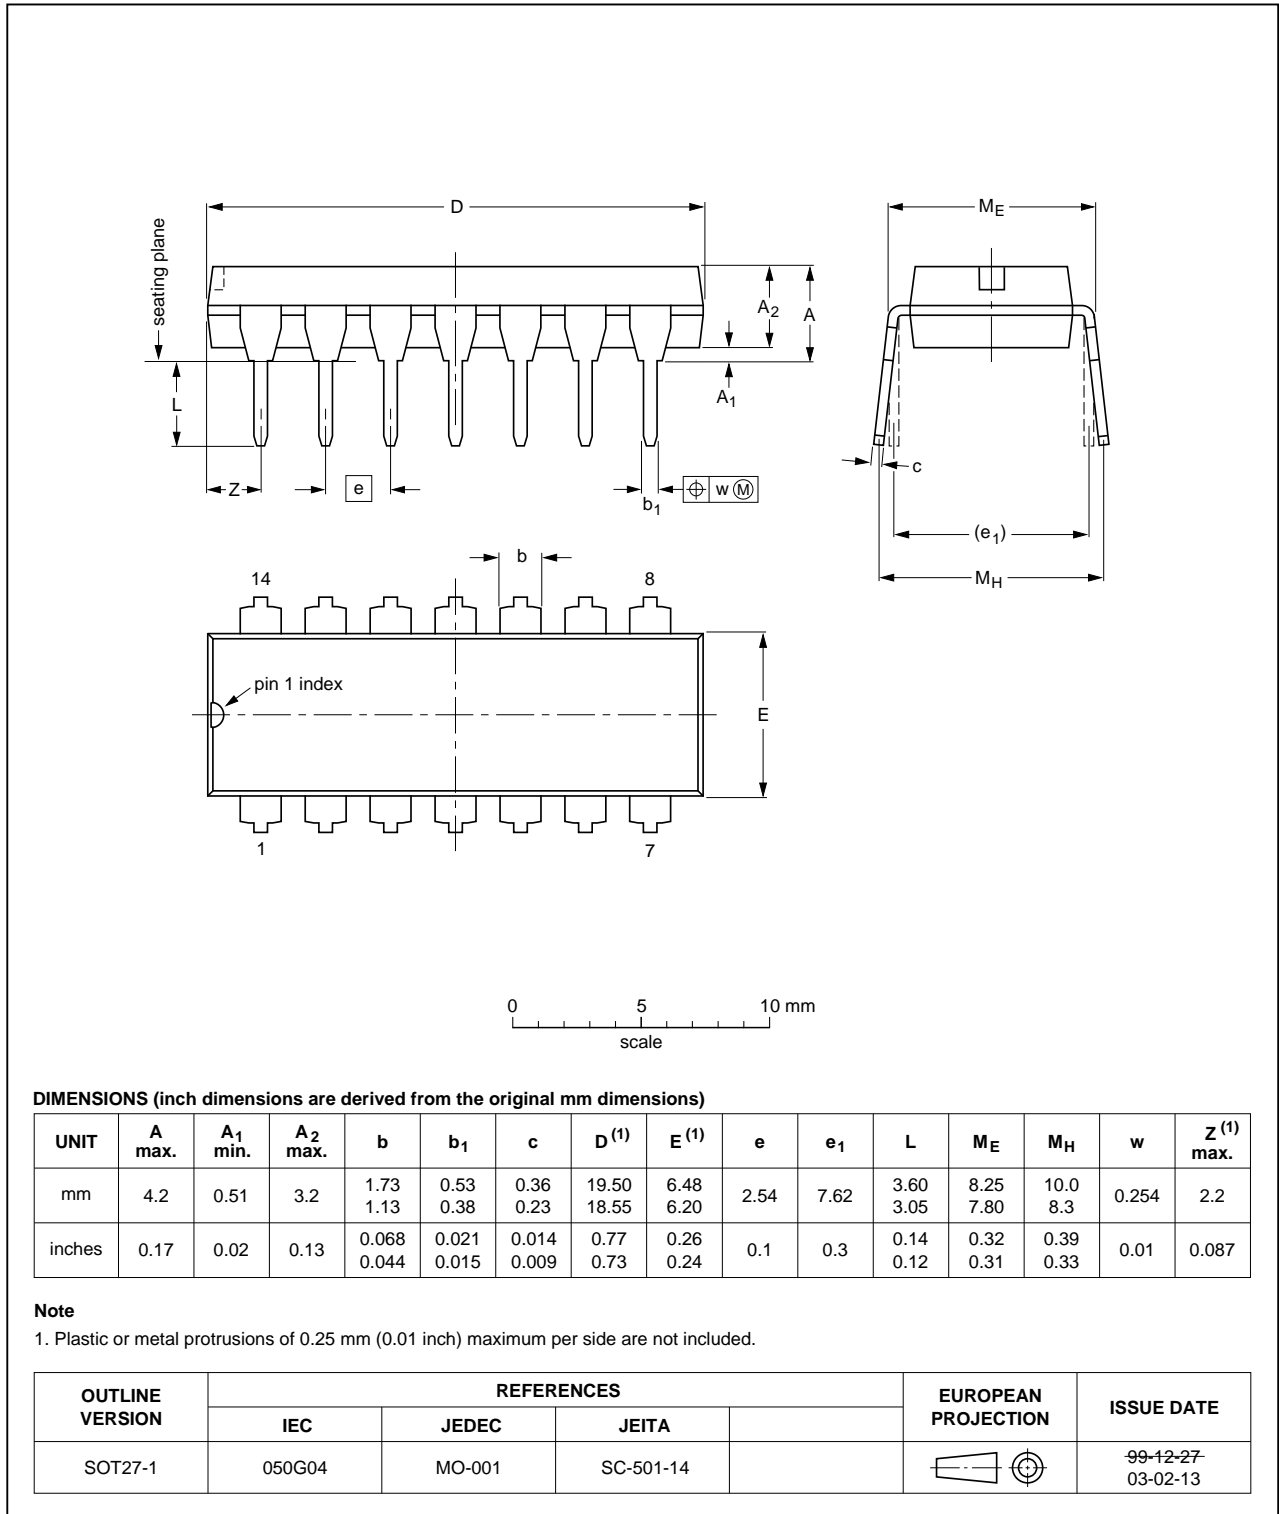 D
ME
seating plane
A2
A
L
A1
Z
e
b1
w M
c
(e1)
MH
b
14
8
pin 1 index
E
1
7
0 5 10 mm
scale
DIMENSIONS (inch dimensions are derived from the original mm dimensions)
UNIT A max. A1 min. A2 max. b b1 c D(1) E(1) e e1 L ME MH w Z(1) max.
mm 4.2 0.51 3.2 1.73 1.13 0.53 0.38 0.36 0.23 19.50 18.55 6.48 6.20 2.54 7.62 3.60 3.05 8.25 7.80 10.0 8.3 0.254 2.2
inches 0.17 0.02 0.13 0.068 0.044 0.021 0.015 0.014 0.009 0.77 0.73 0.26 0.24 0.1 0.3 0.14 0.12 0.32 0.31 0.39 0.33 0.01 0.087
Note
1. Plastic or metal protrusions of 0.25 mm (0.01 inch) maximum per side are not included.
OUTLINE VERSION REFERENCES EUROPEAN PROJECTION ISSUE DATE
IEC JEDEC JEITA
SOT27-1 050G04 MO-001 SC-501-14 99-12-27
03-02-13